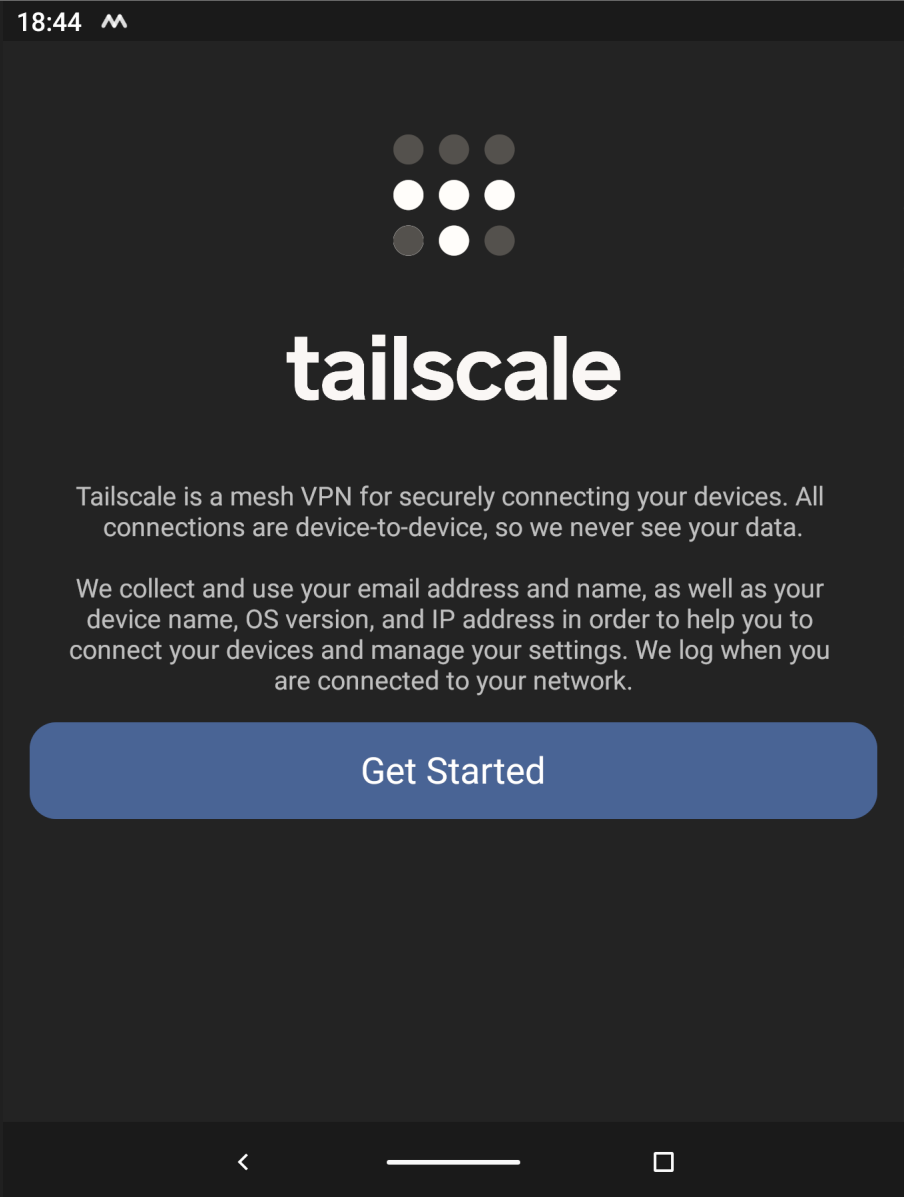 18:44
tailscale
Tailscale is a mesh VPN for securely connecting your devices. All
connections are device-to-device, so we never see your data.
We collect and use your email address and name, as well as your
device name, OS version, and IP address in order to help you to
connect your devices and manage your settings. We log when you
are connected to your network.
Get Started